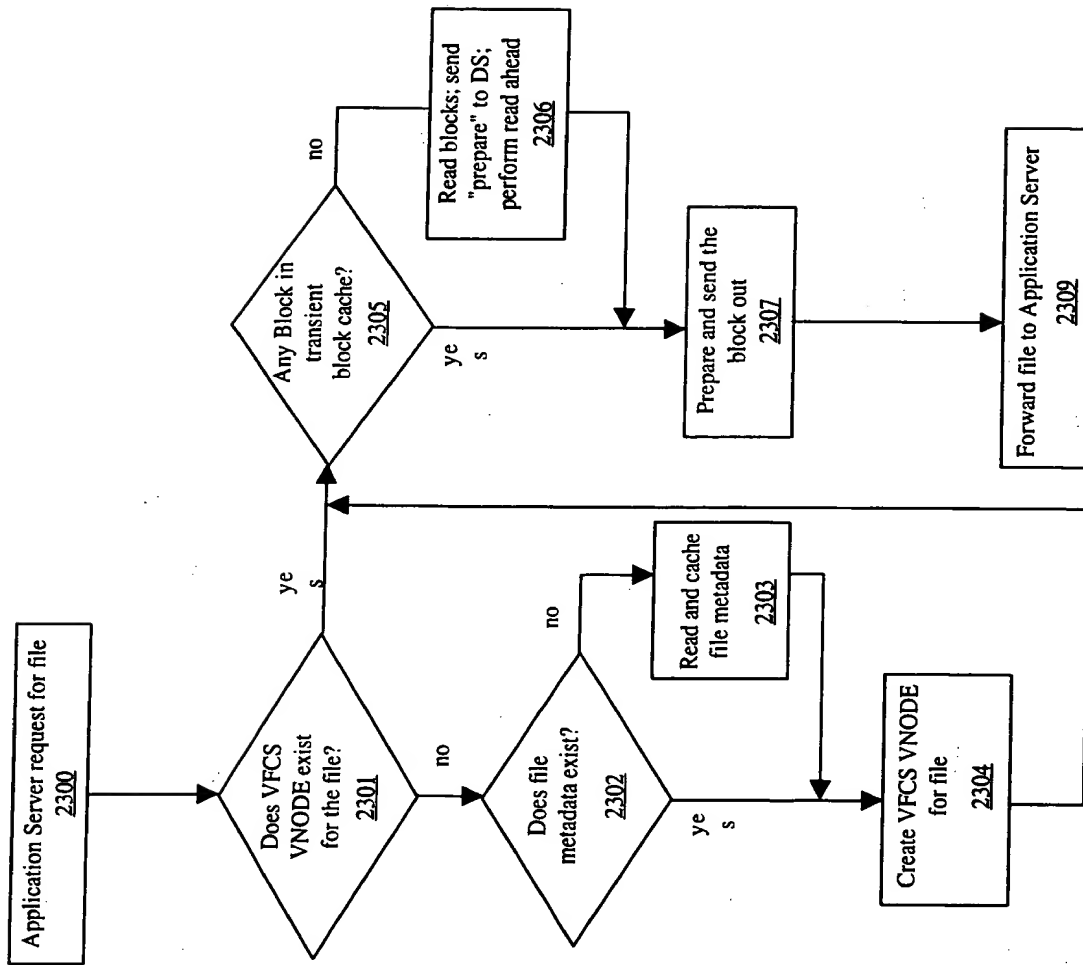 Application Server request for file
2300
Does VFCS
VNODE exist
for the file?
2301
ye
s
no
Does file
metadata exist?
2302
no
ye
s
Read and cache
file metadata
2303
Create VFCS VNODE
for file
2304
Any Block in
transient
block cache?
2305
no
ye
s
Read blocks; send
"prepare" to DS;
perform read ahead
2306
Prepare and send the
block out
2307
Forward file to Application Server
2309